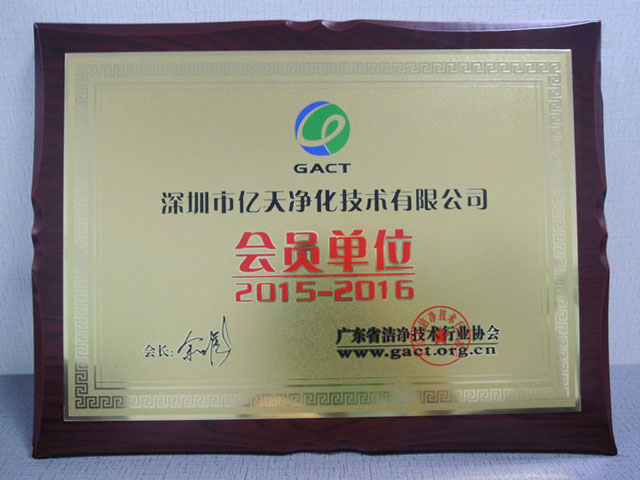 GACT
深圳市亿天净化技术有限公司
会员单位
2015-2016
会长:
广东省洁净技术行业协会
www.gact.org.cn